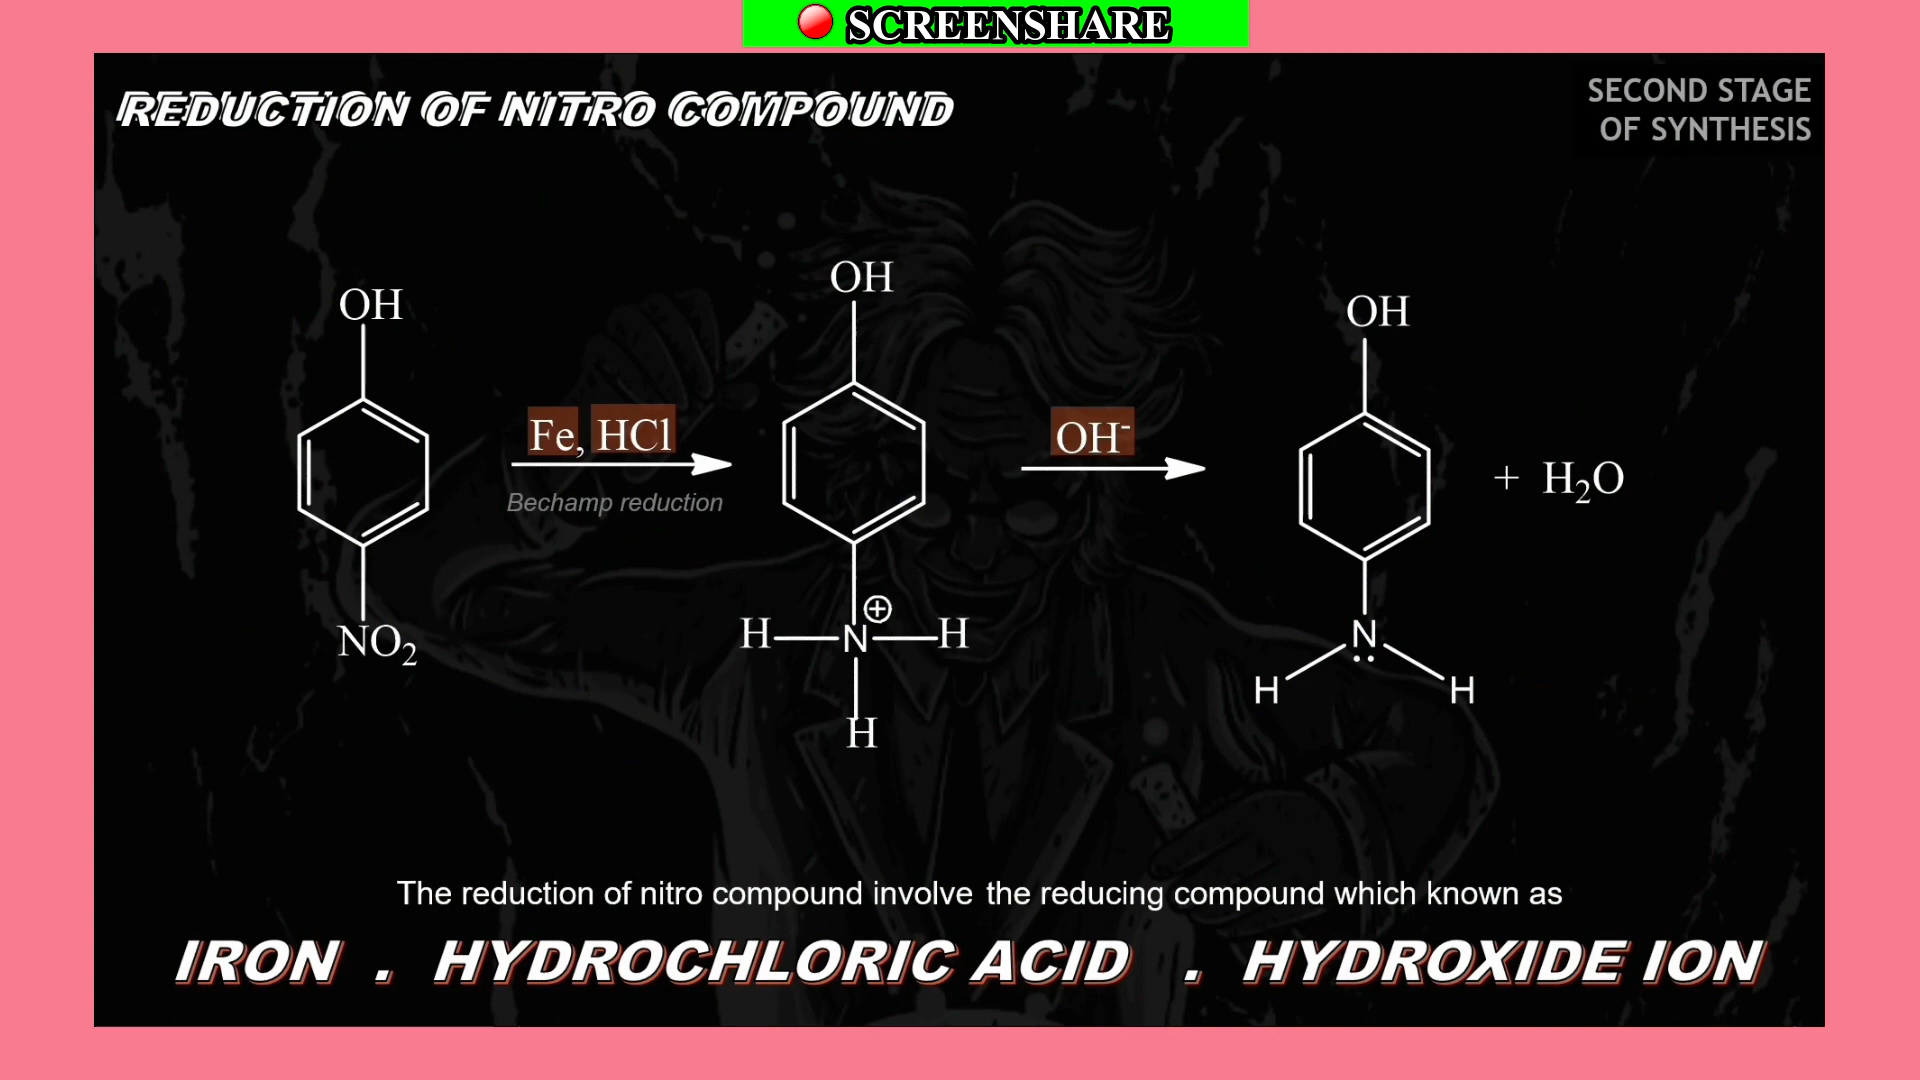 SCREENSHARE
REDUCTION OF NITRO COMPOUND
SECOND STAGE
OF SYNTHESIS
OH
NO2
Fe, HCl
Bechamp reduction
OH
H N ⊕ H
H
OH-
OH
N
H H
+ H2O
The reduction of nitro compound involve the reducing compound which known as
IRON . HYDROCHLORIC ACID . HYDROXIDE ION